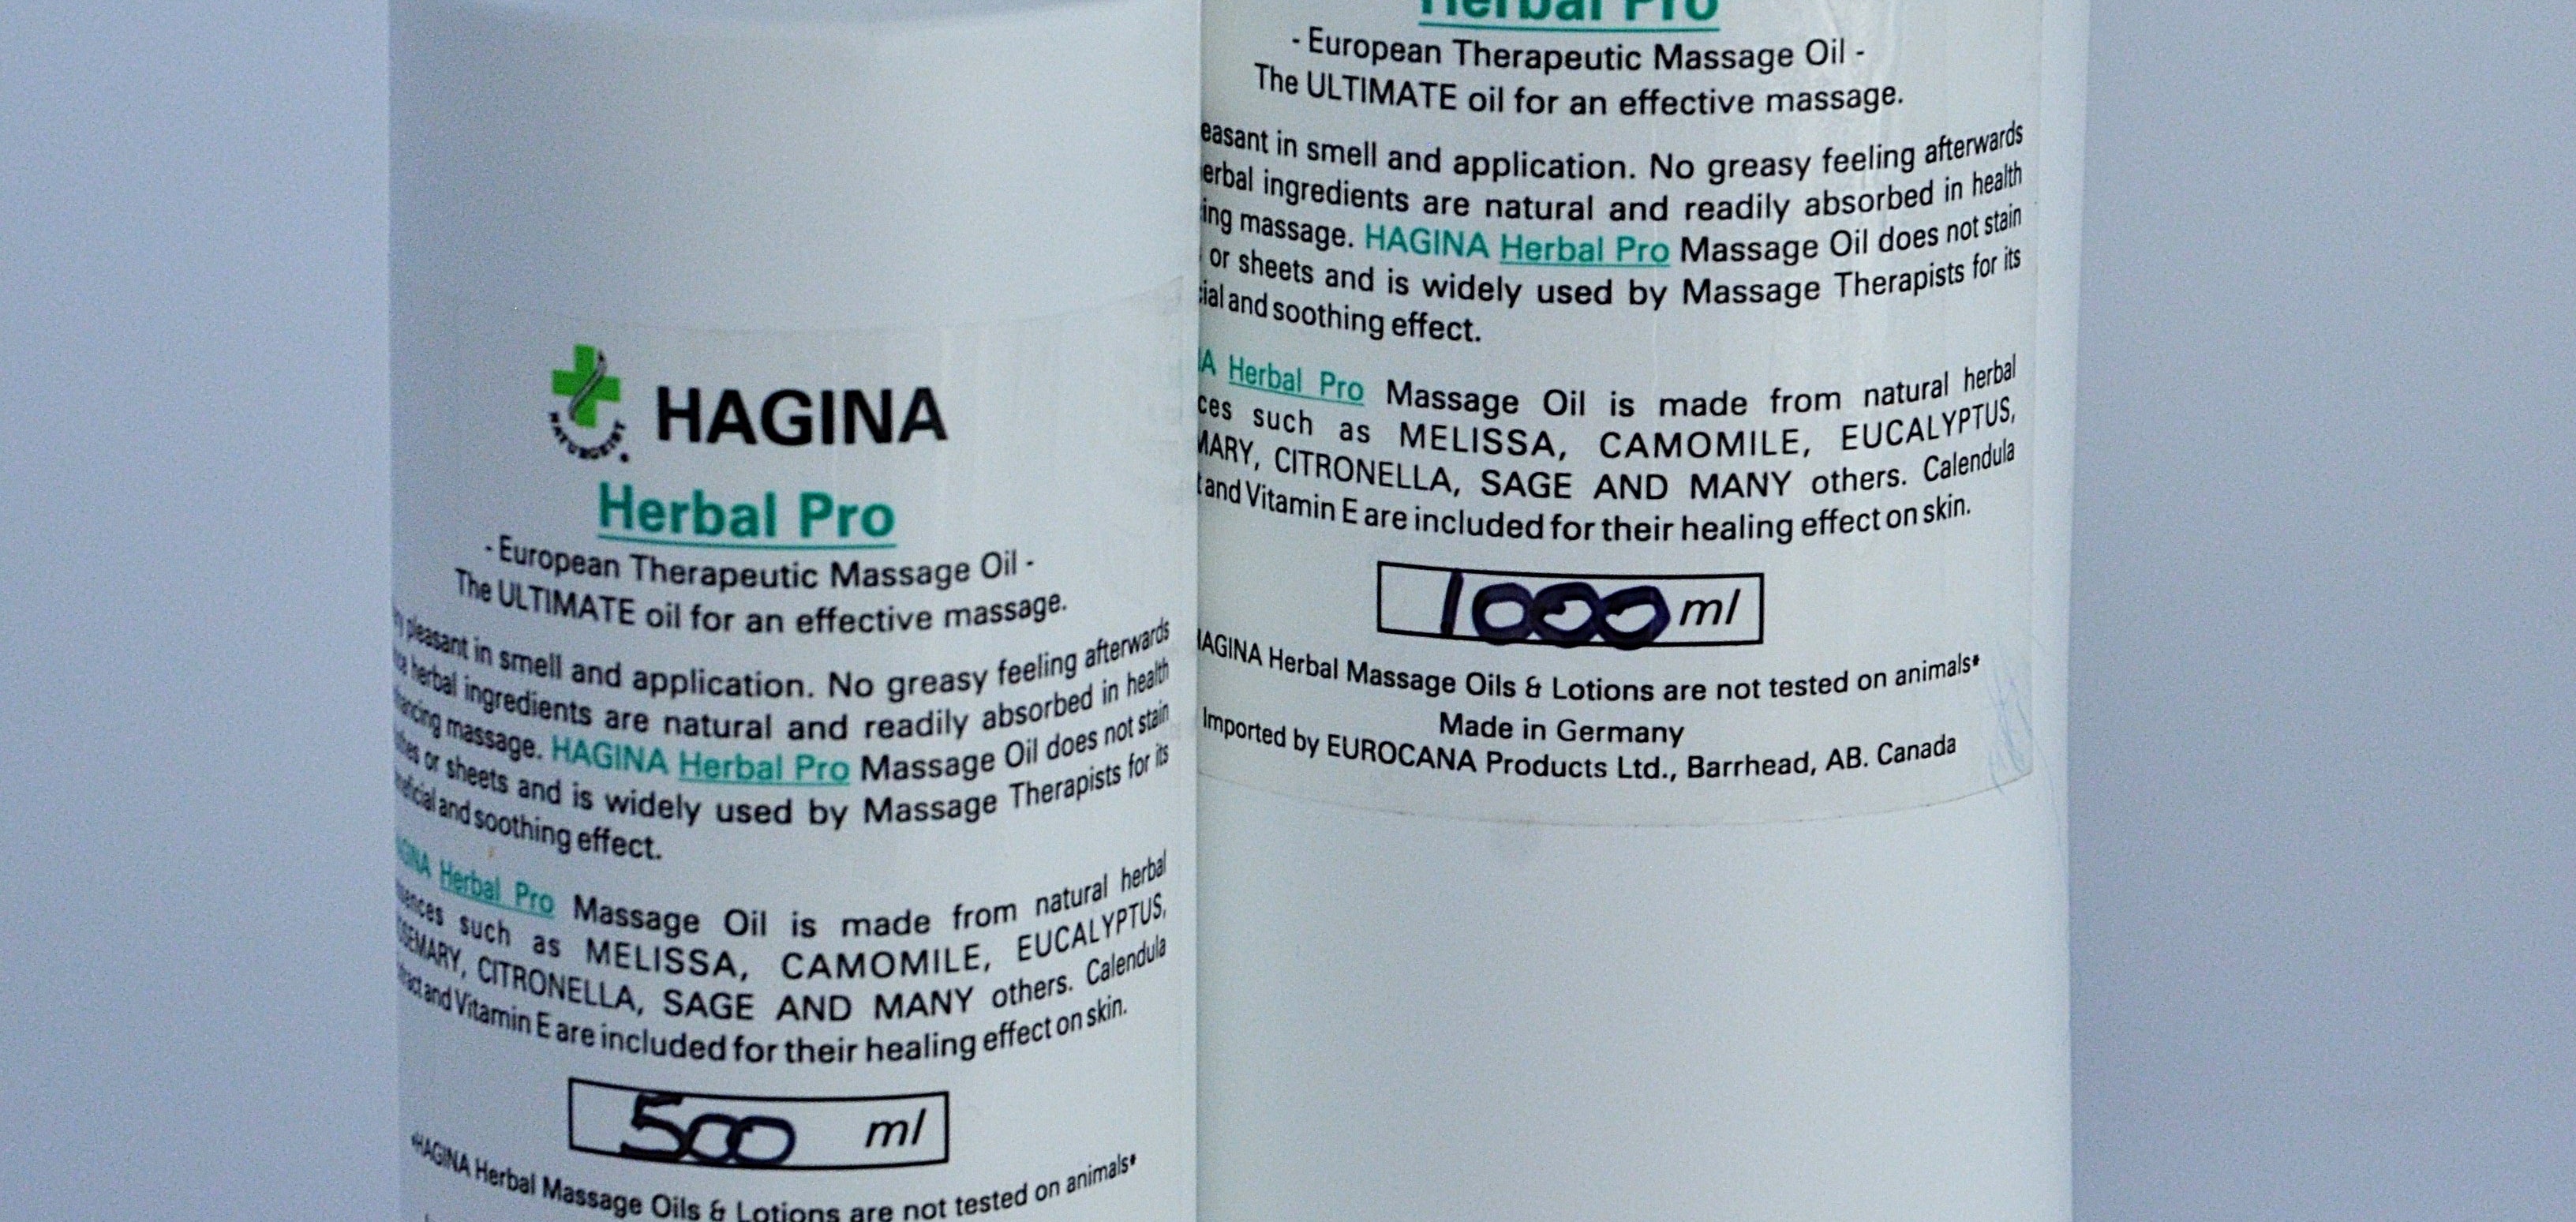 HAGINA
NATURGEIST
Herbal Pro
- European Therapeutic Massage Oil -
The ULTIMATE oil for an effective massage.
pleasant in smell and application. No greasy feeling afterwards
herbal ingredients are natural and readily absorbed in health
massage. HAGINA Herbal Pro Massage Oil does not stain
or sheets and is widely used by Massage Therapists for its
and soothing effect.
HAGINA Herbal Pro Massage Oil is made from natural herbal
such as MELISSA, CAMOMILE, EUCALYPTUS,
CITRONELLA, SAGE AND MANY others. Calendula
and Vitamin E are included for their healing effect on skin.
500 ml
*HAGINA Herbal Massage Oils & Lotions are not tested on animals*
Herbal Pro
- European Therapeutic Massage Oil -
The ULTIMATE oil for an effective massage.
easant in smell and application. No greasy feeling afterwards
erbal ingredients are natural and readily absorbed in health
ing massage. HAGINA Herbal Pro Massage Oil does not stain
or sheets and is widely used by Massage Therapists for its
ial and soothing effect.
A Herbal Pro Massage Oil is made from natural herbal
ces such as MELISSA, CAMOMILE, EUCALYPTUS,
MARY, CITRONELLA, SAGE AND MANY others. Calendula
t and Vitamin E are included for their healing effect on skin.
1000 ml
HAGINA Herbal Massage Oils & Lotions are not tested on animals*
Made in Germany
Imported by EUROCANA Products Ltd., Barrhead, AB. Canada